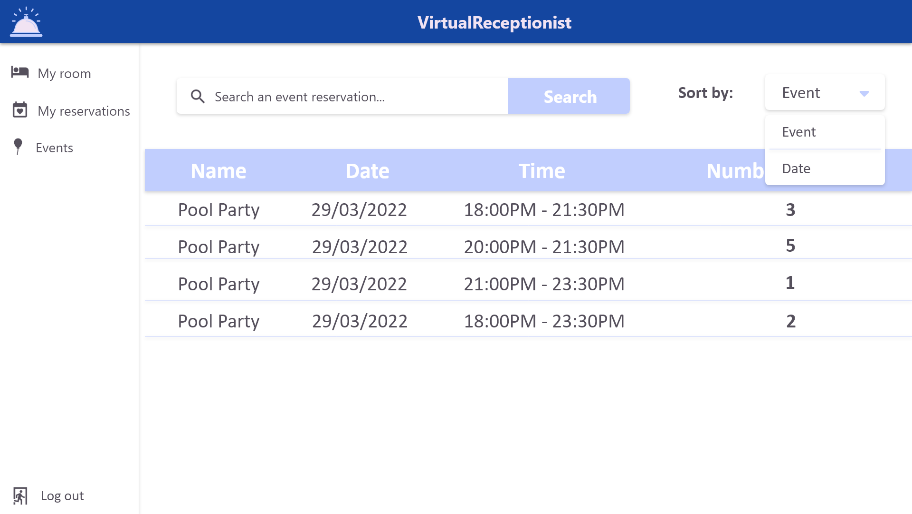 VirtualReceptionist
My room
My reservations
Events
Log out
Search an event reservation...
Search
Sort by:
Event
Event
Date
Name Date Time
Pool Party 29/03/2022 18:00PM - 21:30PM 3
Pool Party 29/03/2022 20:00PM - 21:30PM 5
Pool Party 29/03/2022 21:00PM - 23:30PM 1
Pool Party 29/03/2022 18:00PM - 23:30PM 2